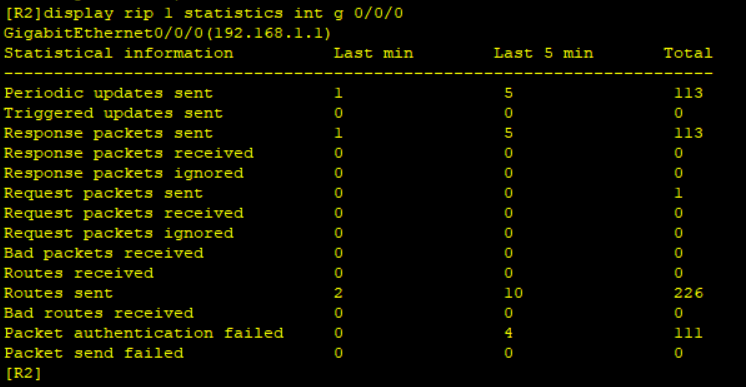 [R2]display rip 1 statistics int g 0/0/0
GigabitEthernet0/0/0(192.168.1.1)
Statistical information Last min Last 5 min Total
-----------------------------------------------------------------------
Periodic updates sent 1 5 113
Triggered updates sent 0 0 0
Response packets sent 1 5 113
Response packets received 0 0 0
Response packets ignored 0 0 0
Request packets sent 0 0 1
Request packets received 0 0 0
Request packets ignored 0 0 0
Bad packets received 0 0 0
Routes received 0 0 0
Routes sent 2 10 226
Bad routes received 0 0 0
Packet authentication failed 0 4 111
Packet send failed 0 0 0
[R2]